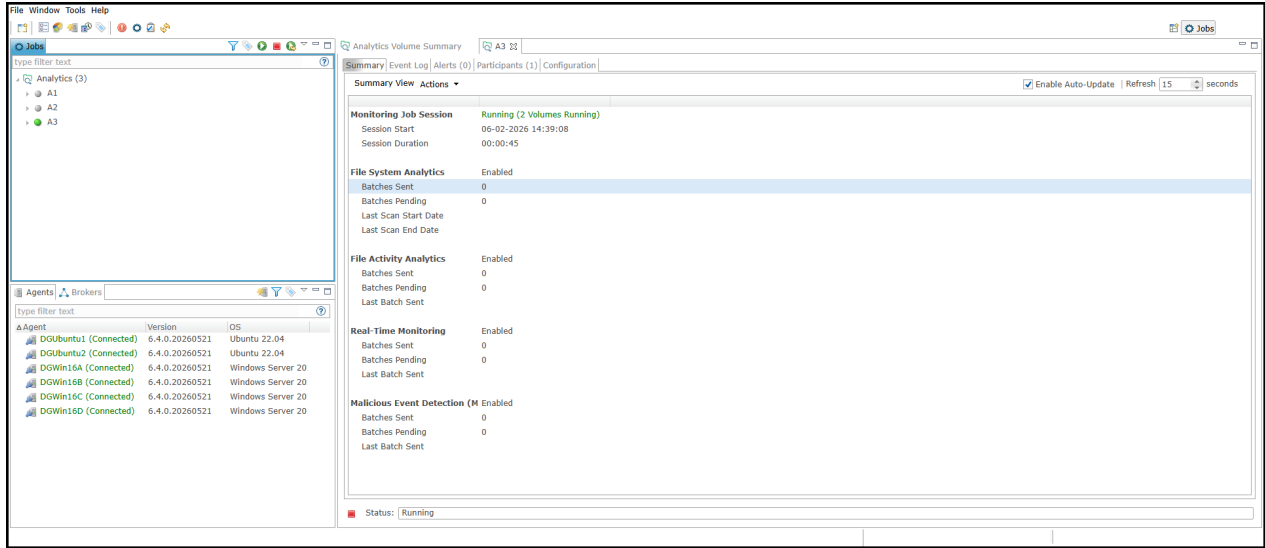 File Window Tools Help
Jobs
Jobs
type filter text
Analytics (3)
A1
A2
A3
Agents Brokers
type filter text
Agent Version OS
DGUbuntu1 (Connected) 6.4.0.20260521 Ubuntu 22.04
DGUbuntu2 (Connected) 6.4.0.20260521 Ubuntu 22.04
DGWin16A (Connected) 6.4.0.20260521 Windows Server 20
DGWin16B (Connected) 6.4.0.20260521 Windows Server 20
DGWin16C (Connected) 6.4.0.20260521 Windows Server 20
DGWin16D (Connected) 6.4.0.20260521 Windows Server 20
Analytics Volume Summary A3
Summary Event Log Alerts (0) Participants (1) Configuration
Summary View Actions Enable Auto-Update Refresh 15 seconds
Monitoring Job Session Running (2 Volumes Running)
Session Start 06-02-2026 14:39:08
Session Duration 00:00:45
File System Analytics Enabled
Batches Sent 0
Batches Pending 0
Last Scan Start Date
Last Scan End Date
File Activity Analytics Enabled
Batches Sent 0
Batches Pending 0
Last Batch Sent
Real-Time Monitoring Enabled
Batches Sent 0
Batches Pending 0
Last Batch Sent
Malicious Event Detection (M Enabled
Batches Sent 0
Batches Pending 0
Last Batch Sent
Status: Running